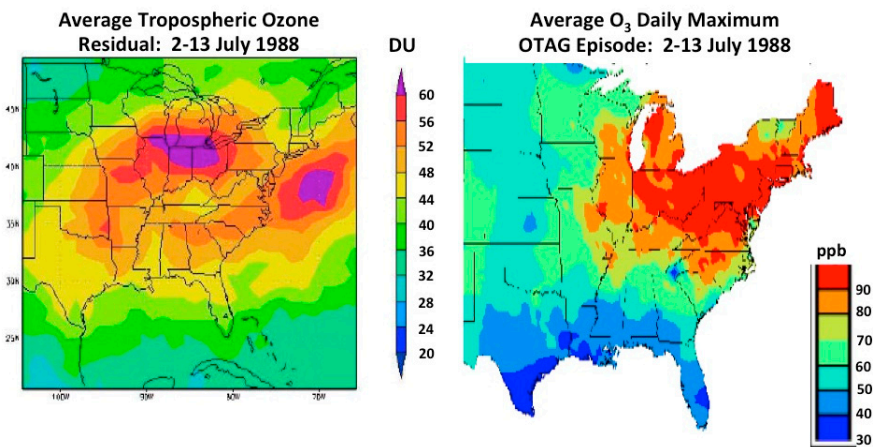 Average Tropospheric Ozone
Residual: 2-13 July 1988
DU
60
56
52
48
44
40
36
32
28
24
20
45N
40N
35N
30N
25N
100W
90W
80W
70W
Average O₃ Daily Maximum
OTAG Episode: 2-13 July 1988
ppb
90
80
70
60
50
40
30